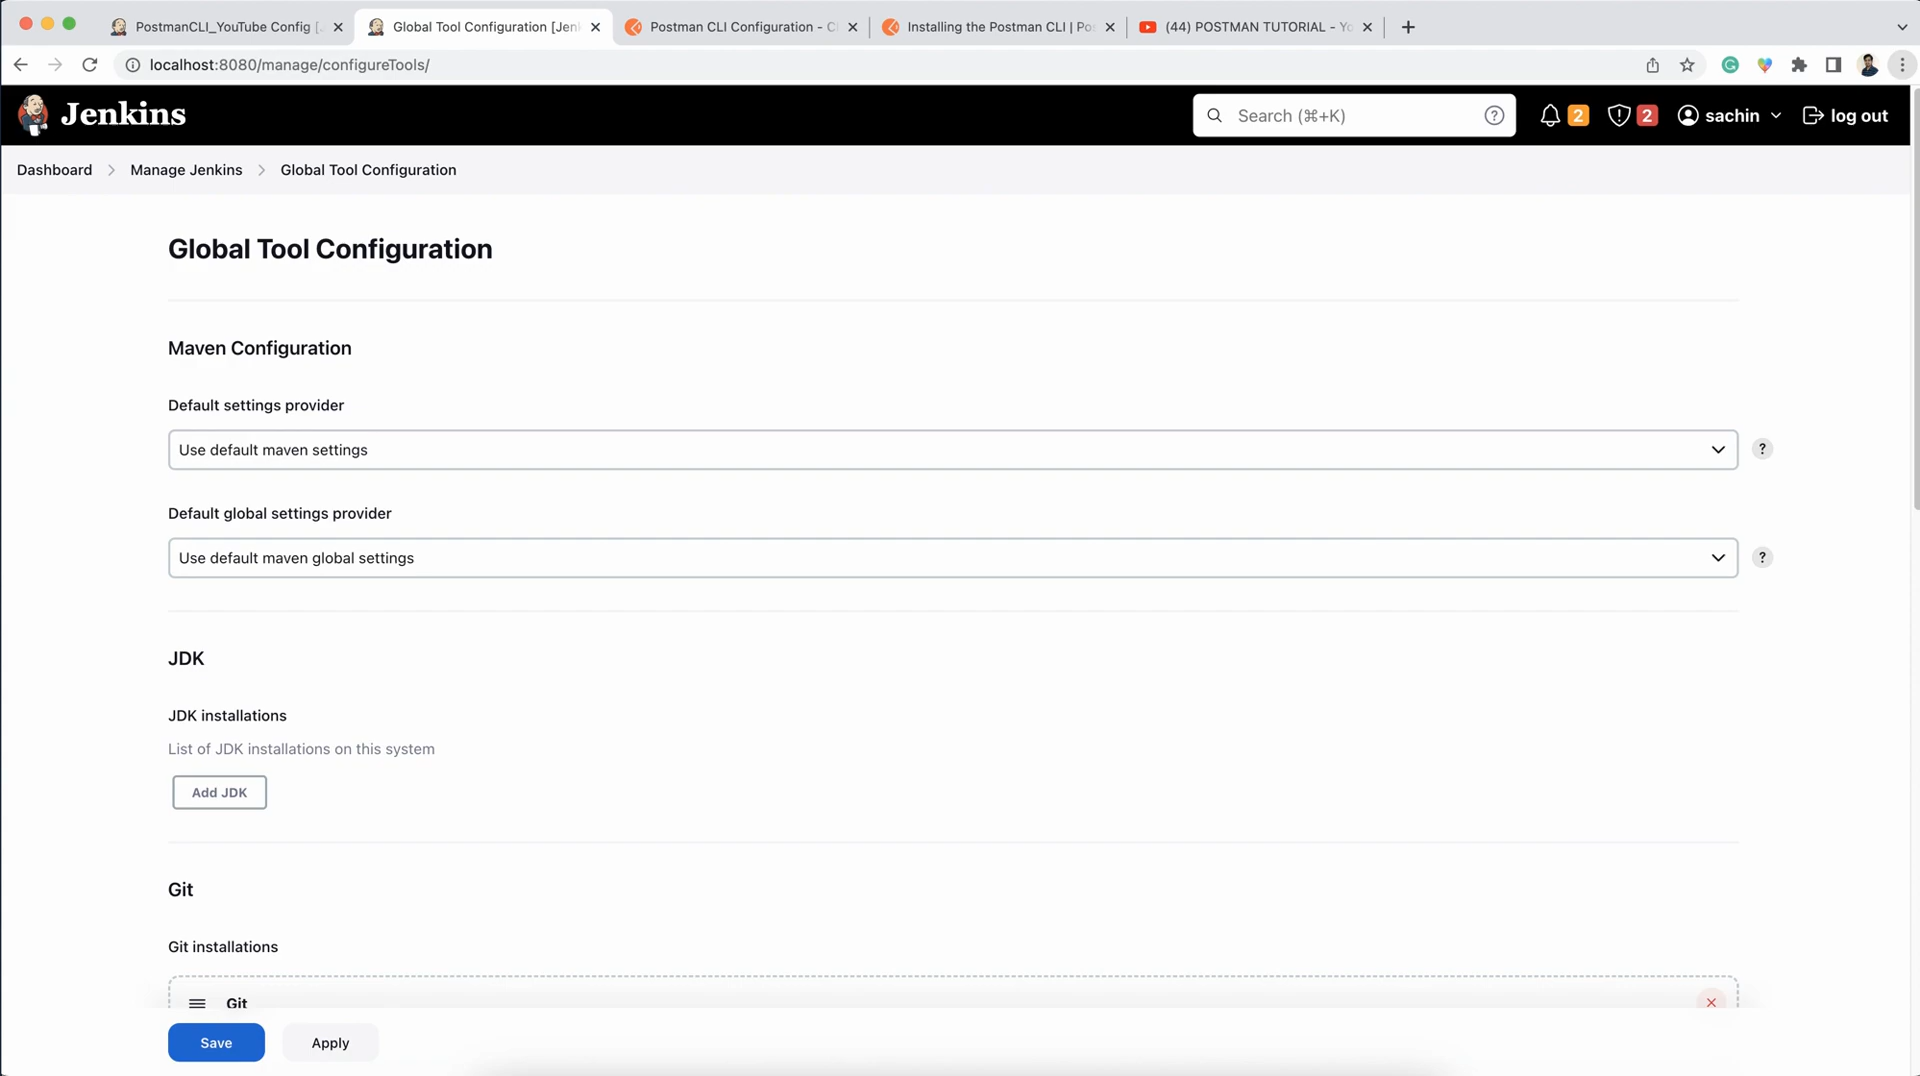 PostmanCLI_YouTube Config [
Global Tool Configuration [Jen
Postman CLI Configuration - C
Installing the Postman CLI | Po
(44) POSTMAN TUTORIAL - Yo
localhost:8080/manage/configureTools/
Jenkins
Search (⌘+K)
?
2
2
sachin
log out
Dashboard
Manage Jenkins
Global Tool Configuration
Global Tool Configuration
Maven Configuration
Default settings provider
Use default maven settings
?
Default global settings provider
Use default maven global settings
?
JDK
JDK installations
List of JDK installations on this system
Add JDK
Git
Git installations
Git
Save
Apply